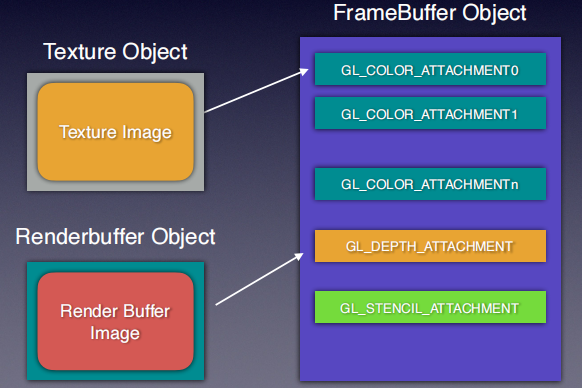 FrameBuffer Object
Texture Object
GL_COLOR_ATTACHMENT0
GL_COLOR_ATTACHMENT1
Texture Image
GL_COLOR_ATTACHMENTn
Renderbuffer Object
GL_DEPTH_ATTACHMENT
GL_STENCIL_ATTACHMENT
Render Buffer
Image